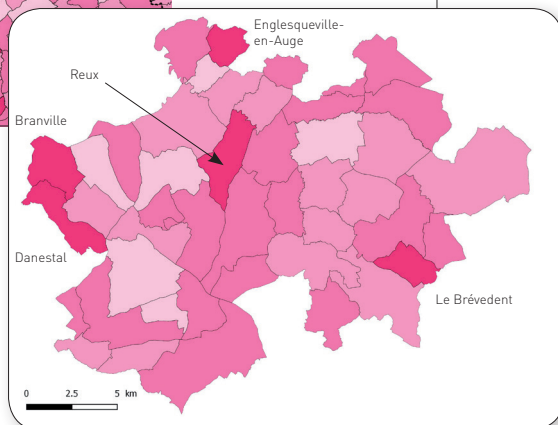 Englesqueville-
en-Auge
Reux
Branville
Danestal
Le Brévedent
0 2.5 5 km